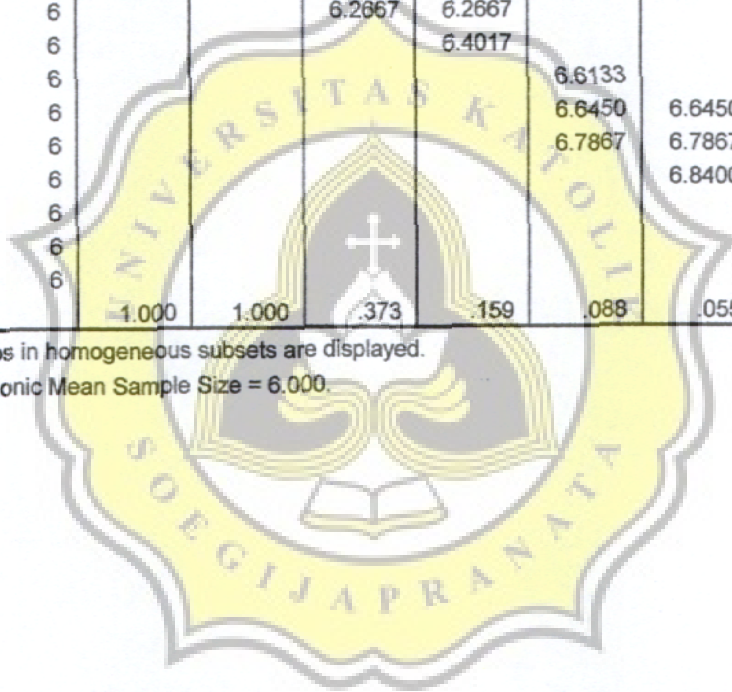 6 6.2667 6.2667
6 6.4017
6 6.6133
6 6.6450 6.6450
6 6.7867 6.7867
6 6.8400
6
6
6
1.000 1.000 .373 .159 .088 .055
in homogeneous subsets are displayed.
Mean Sample Size = 6.000.
UNIVERSITAS KATOLIK
SOEGIJAPRANATA